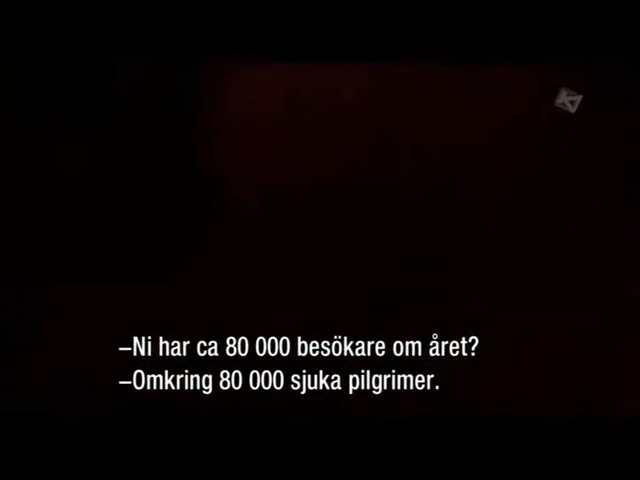 –Ni har ca 80 000 besökare om året?
–Omkring 80 000 sjuka pilgrimer.